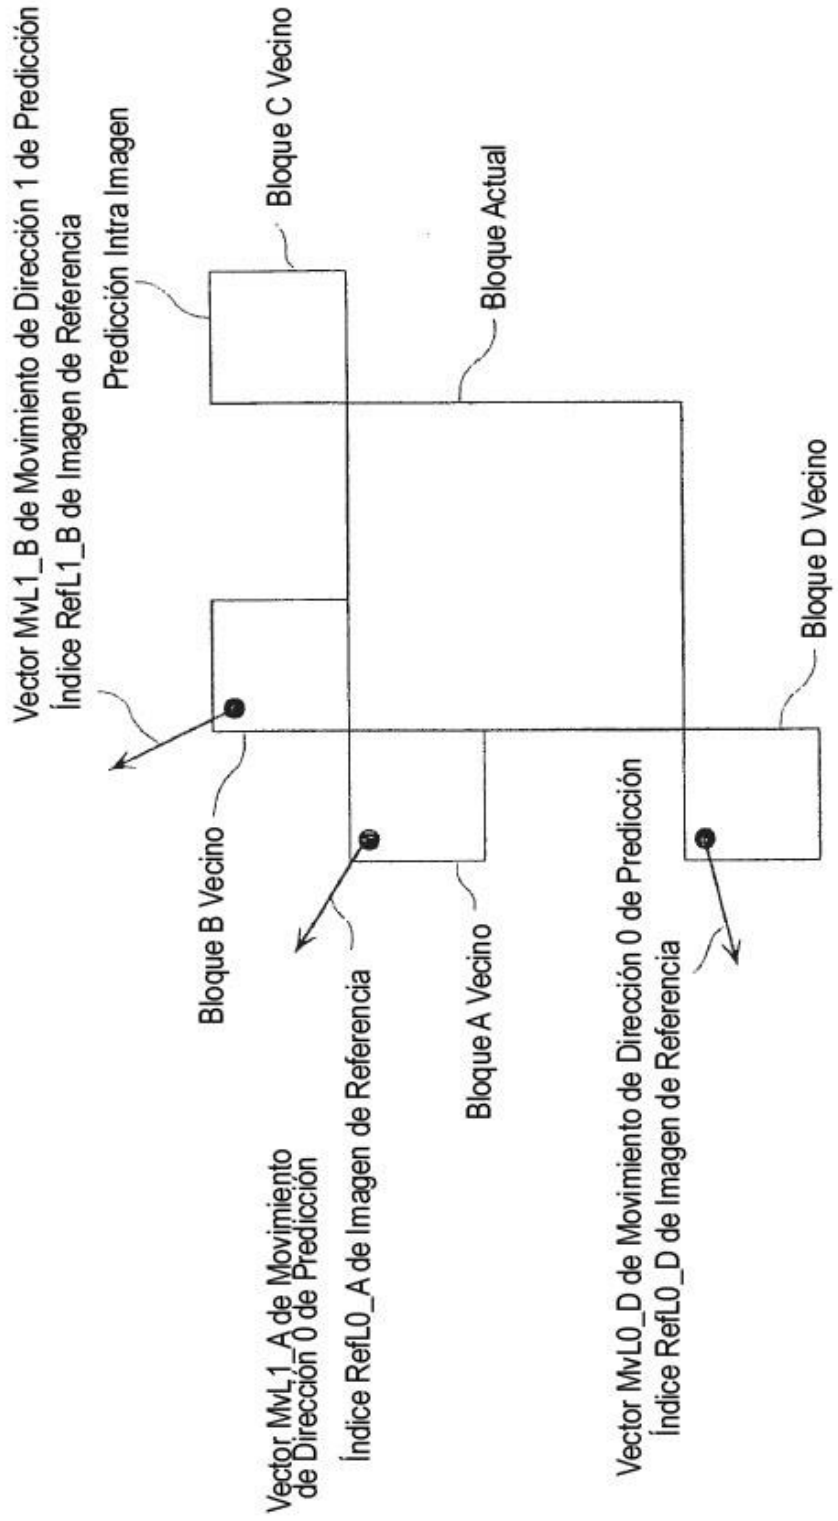 Vector MvL1_B de Movimiento de Dirección 1 de Predicción
Índice RefL1_B de Imagen de Referencia
Predicción Intra Imagen
Bloque C Vecino
Bloque B Vecino
Bloque Actual
Vector MvL1_A de Movimiento
de Dirección 0 de Predicción
Índice RefL0_A de Imagen de Referencia
Bloque A Vecino
Vector MvL0_D de Movimiento de Dirección 0 de Predicción
Índice RefL0_D de Imagen de Referencia
Bloque D Vecino